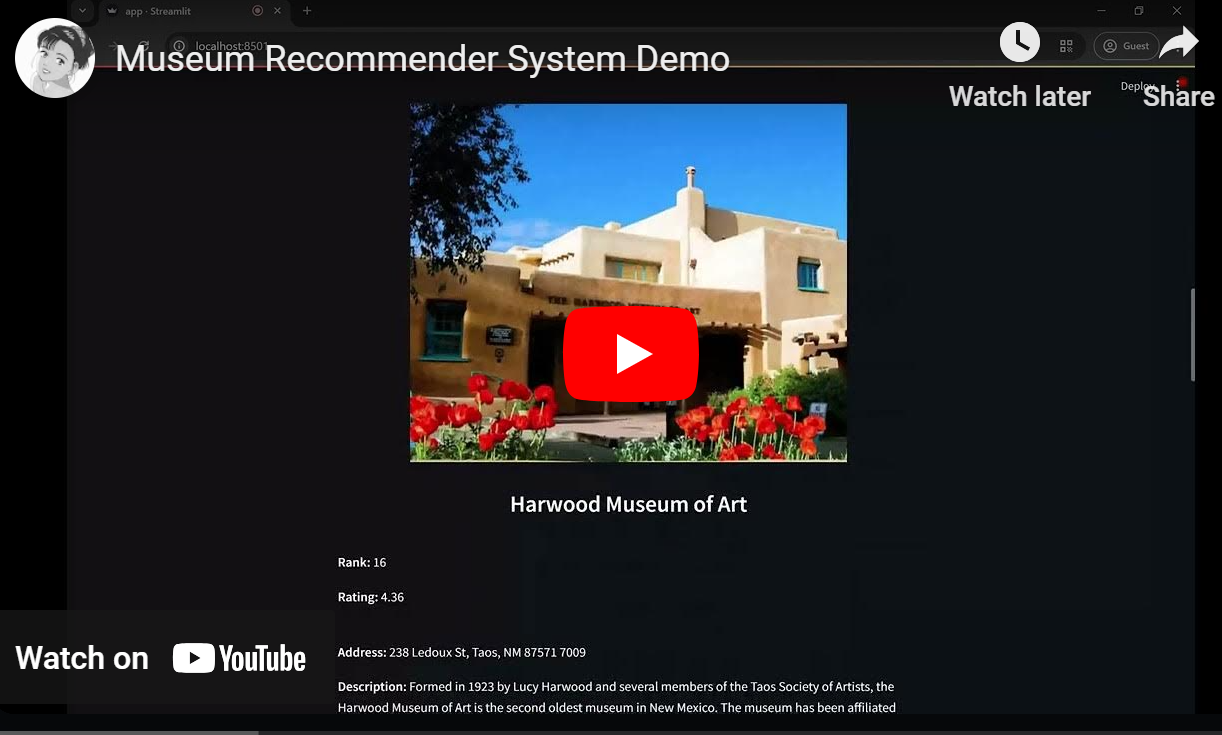 app · Streamlit
localhost:8501
Guest
Museum Recommender System Demo
Watch later
Share
Deploy
THE HARWOOD MUSEUM OF ART
Harwood Museum of Art
Rank: 16
Rating: 4.36
Address: 238 Ledoux St, Taos, NM 87571 7009
Description: Formed in 1923 by Lucy Harwood and several members of the Taos Society of Artists, the
Harwood Museum of Art is the second oldest museum in New Mexico. The museum has been affiliated
Watch on YouTube